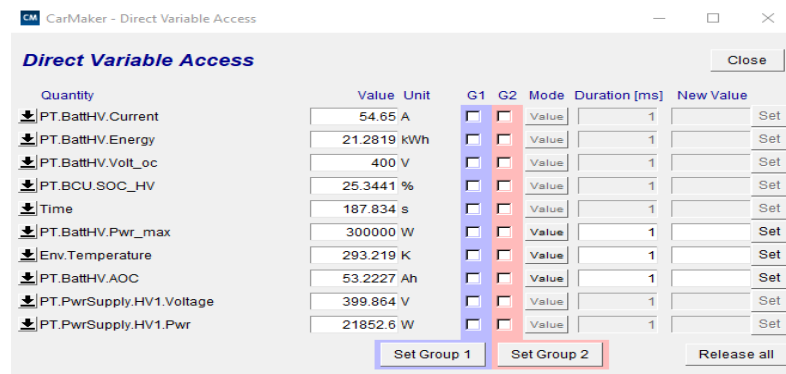 CM CarMaker - Direct Variable Access
Direct Variable Access
Close
Quantity Value Unit G1 G2 Mode Duration [ms] New Value
PT.BattHV.Current 54.65 A Value 1 Set
PT.BattHV.Energy 21.2819 kWh Value 1 Set
PT.BattHV.Volt_oc 400 V Value 1 Set
PT.BCU.SOC_HV 25.3441 % Value 1 Set
Time 187.834 s Value 1 Set
PT.BattHV.Pwr_max 300000 W Value 1 Set
Env.Temperature 293.219 K Value 1 Set
PT.BattHV.AOC 53.2227 Ah Value 1 Set
PT.PwrSupply.HV1.Voltage 399.864 V Value 1 Set
PT.PwrSupply.HV1.Pwr 21852.6 W Value 1 Set
Set Group 1 Set Group 2 Release all